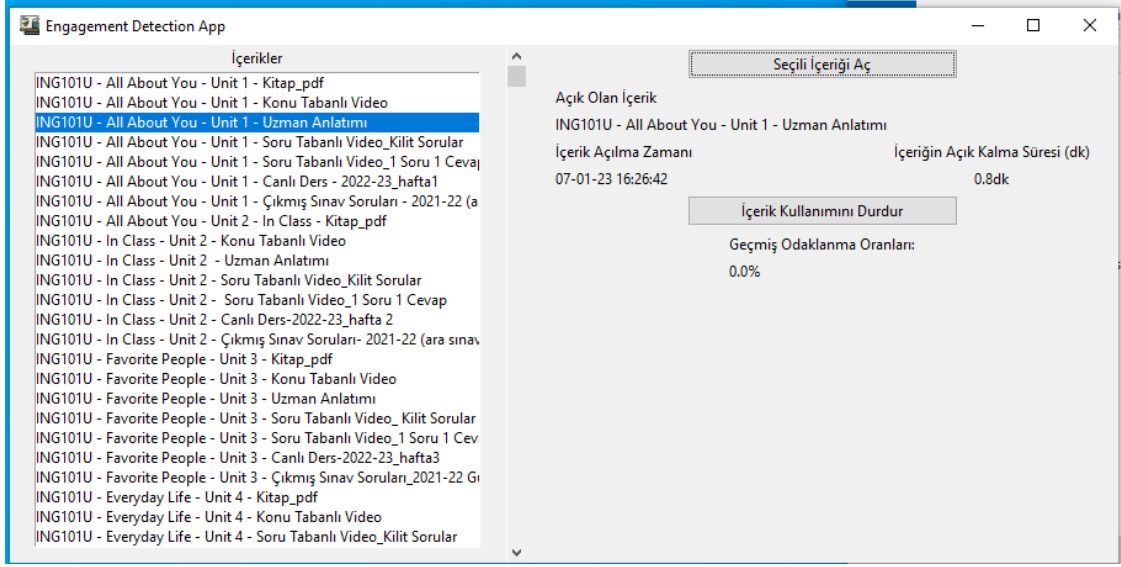 Engagement Detection App
İçerikler
ING101U - All About You - Unit 1 - Kitap_pdf
ING101U - All About You - Unit 1 - Konu Tabanlı Video
ING101U - All About You - Unit 1 - Uzman Anlatımı
ING101U - All About You - Unit 1 - Soru Tabanlı Video_Kilit Sorular
ING101U - All About You - Unit 1 - Soru Tabanlı Video_1 Soru 1 Cevap
ING101U - All About You - Unit 1 - Canlı Ders - 2022-23_hafta1
ING101U - All About You - Unit 1 - Çıkmış Sınav Soruları - 2021-22 (a
ING101U - All About You - Unit 2 - In Class - Kitap_pdf
ING101U - In Class - Unit 2 - Konu Tabanlı Video
ING101U - In Class - Unit 2  - Uzman Anlatımı
ING101U - In Class - Unit 2 - Soru Tabanlı Video_Kilit Sorular
ING101U - In Class - Unit 2 -  Soru Tabanlı Video_1 Soru 1 Cevap
ING101U - In Class - Unit 2 - Canlı Ders-2022-23_hafta 2
ING101U - In Class - Unit 2 - Çıkmış Sınav Soruları- 2021-22 (ara sınav
ING101U - Favorite People - Unit 3 - Kitap_pdf
ING101U - Favorite People - Unit 3 - Konu Tabanlı Video
ING101U - Favorite People - Unit 3 - Uzman Anlatımı
ING101U - Favorite People - Unit 3 - Soru Tabanlı Video_ Kilit Sorular
ING101U - Favorite People - Unit 3 - Soru Tabanlı Video_1 Soru 1 Cev
ING101U - Favorite People - Unit 3 - Canlı Ders-2022-23_hafta3
ING101U - Favorite People - Unit 3 - Çıkmış Sınav Soruları_2021-22 G
ING101U - Everyday Life - Unit 4 - Kitap_pdf
ING101U - Everyday Life - Unit 4 - Konu Tabanlı Video
ING101U - Everyday Life - Unit 4 - Soru Tabanlı Video_Kilit Sorular
Seçili İçeriği Aç
Açık Olan İçerik
ING101U - All About You - Unit 1 - Uzman Anlatımı
İçerik Açılma Zamanı İçeriğin Açık Kalma Süresi (dk)
07-01-23 16:26:42 0.8dk
İçerik Kullanımını Durdur
Geçmiş Odaklanma Oranları:
0.0%